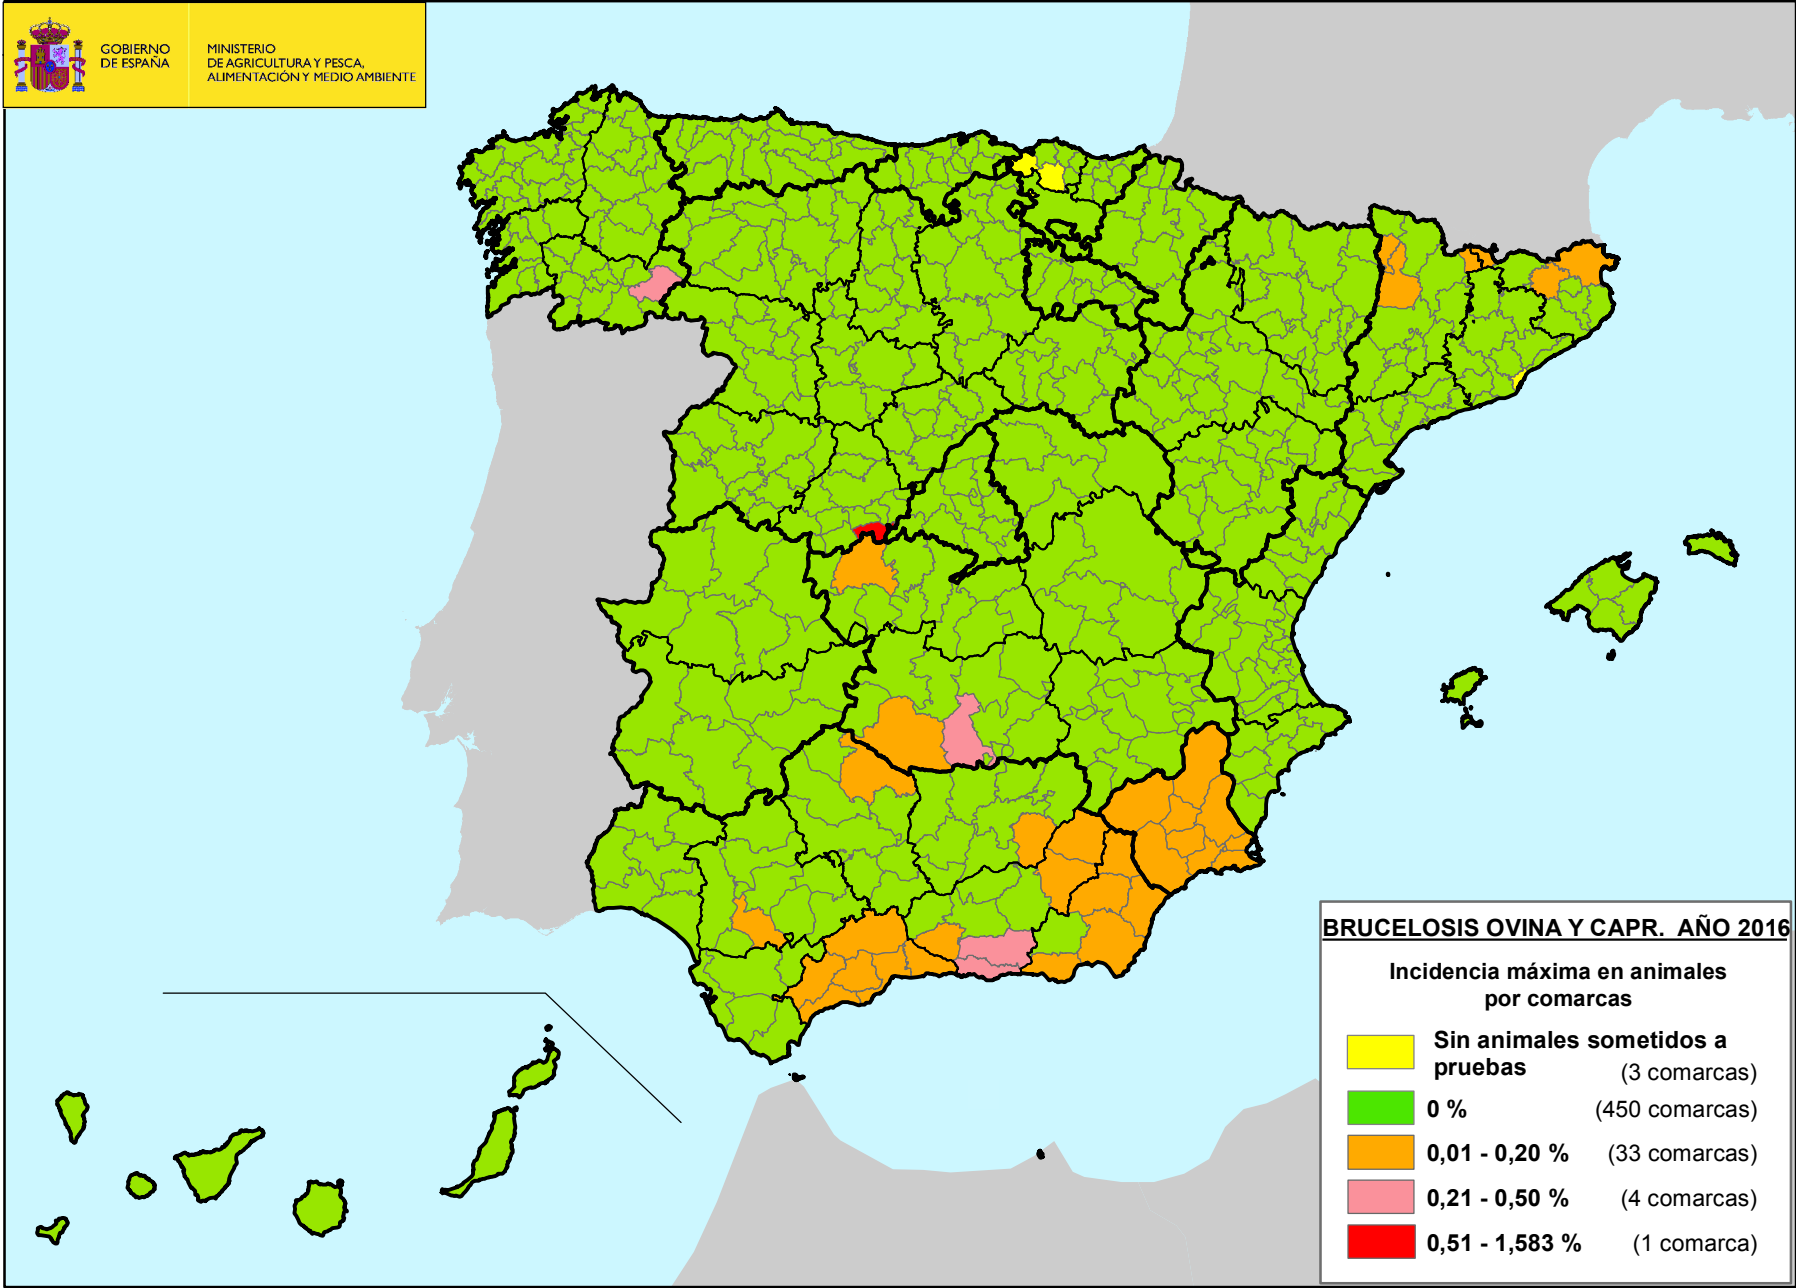 GOBIERNO
DE ESPAÑA
MINISTERIO
DE AGRICULTURA Y PESCA,
ALIMENTACIÓN Y MEDIO AMBIENTE
BRUCELOSIS OVINA Y CAPR. AÑO 2016
Incidencia máxima en animales
por comarcas
Sin animales sometidos a
pruebas (3 comarcas)
0 % (450 comarcas)
0,01 - 0,20 % (33 comarcas)
0,21 - 0,50 % (4 comarcas)
0,51 - 1,583 % (1 comarca)